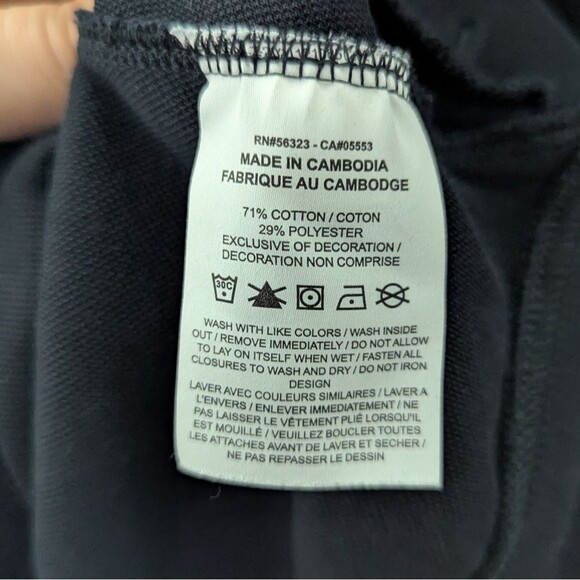 RN#56323 - CA#05553
MADE IN CAMBODIA
FABRIQUE AU CAMBODGE
71% COTTON / COTON
29% POLYESTER
EXCLUSIVE OF DECORATION /
DECORATION NON COMPRISE
30C
WASH WITH LIKE COLORS / WASH INSIDE
OUT / REMOVE IMMEDIATELY / DO NOT ALLOW
TO LAY ON ITSELF WHEN WET / FASTEN ALL
CLOSURES TO WASH AND DRY / DO NOT IRON
DESIGN
LAVER AVEC COULEURS SIMILAIRES / LAVER A
L'ENVERS / ENLEVER IMMEDIATEMENT / NE
PAS LAISSER LE VÊTEMENT PLIÉ LORSQU'IL
EST MOUILLÉ / VEUILLEZ BOUCLER TOUTES
LES ATTACHES AVANT DE LAVER ET SECHER /
NE PAS REPASSER LE DESSIN